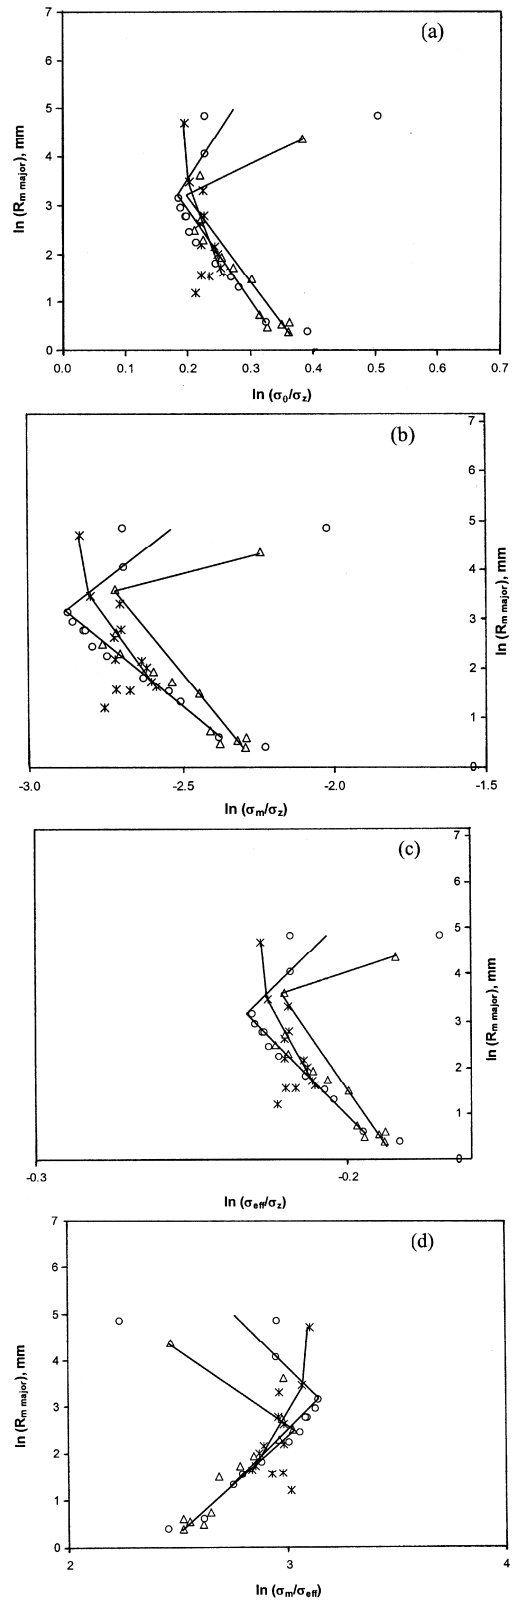 (a)
7
6
5
4
3
2
1
0
ln (Rm major), mm
0.0 0.1 0.2 0.3 0.4 0.5 0.6 0.7
ln (σθ/σz)
(b)
7
6
5
4
3
2
1
0
ln (Rm major), mm
-3.0 -2.5 -2.0 -1.5
ln (σm/σz)
(c)
7
6
5
4
3
2
1
0
ln (Rm major), mm
-0.3 -0.2
ln (σeff/σz)
(d)
7
6
5
4
3
2
1
0
ln (Rm major), mm
2 3 4
ln (σm/σeff)